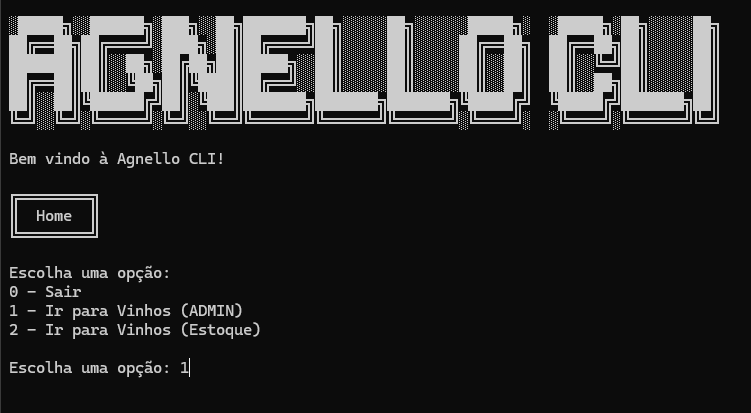 AGNELLO CLI
Bem vindo à Agnello CLI!
Home
Escolha uma opção:
0 - Sair
1 - Ir para Vinhos (ADMIN)
2 - Ir para Vinhos (Estoque)
Escolha uma opção: 1